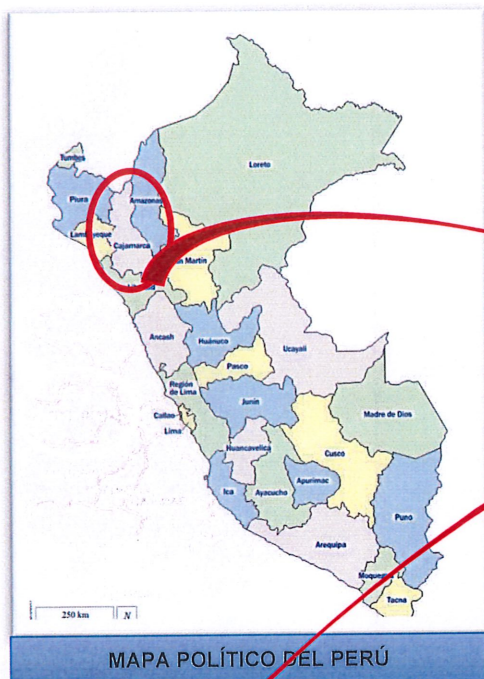 Loreto
Tumbes
Piura
Amazonas
Lambayeque
Cajamarca
n Martín
Ancash
Huánuco
Ucayali
Pasco
Región
de Lima
Junín
Madre de Dios
Callao
Lima
Cusco
Huancavelica
Ica
Ayacucho
Apurímac
Puno
Arequipa
Moquegua
Tacna
250 km
N
MAPA POLÍTICO DEL PERÚ